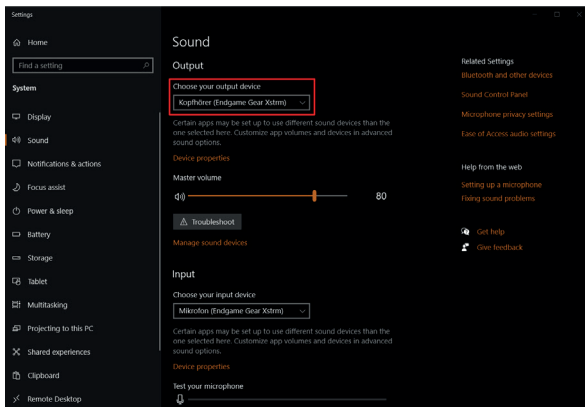 Settings
Home
Find a setting
System
Display
Sound
Notifications & actions
Focus assist
Power & sleep
Battery
Storage
Tablet
Multitasking
Projecting to this PC
Shared experiences
Clipboard
Remote Desktop
Sound
Output
Choose your output device
Kopfhörer (Endgame Gear Xstrm)
Certain apps may be set up to use different sound devices than the
one selected here. Customize app volumes and devices in advanced
sound options.
Device properties
Master volume
80
Troubleshoot
Manage sound devices
Input
Choose your input device
Mikrofon (Endgame Gear Xstrm)
Certain apps may be set up to use different sound devices than the
one selected here. Customize app volumes and devices in advanced
sound options.
Device properties
Test your microphone
Related Settings
Bluetooth and other devices
Sound Control Panel
Microphone privacy settings
Ease of Access audio settings
Help from the web
Setting up a microphone
Fixing sound problems
Get help
Give feedback